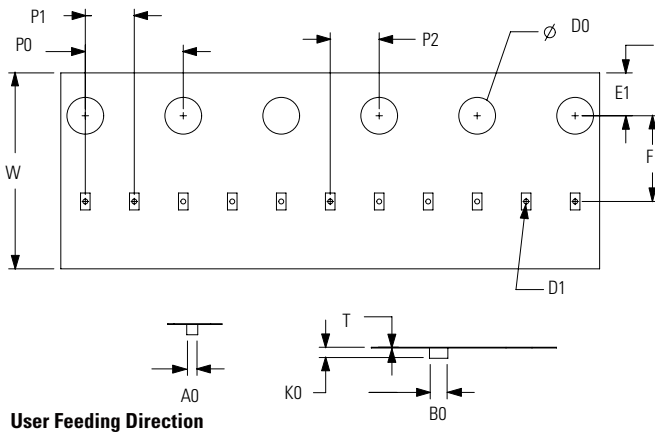 P1
P0
P2
Ø D0
E1
W
F
D1
T
K0
A0
B0
User Feeding Direction